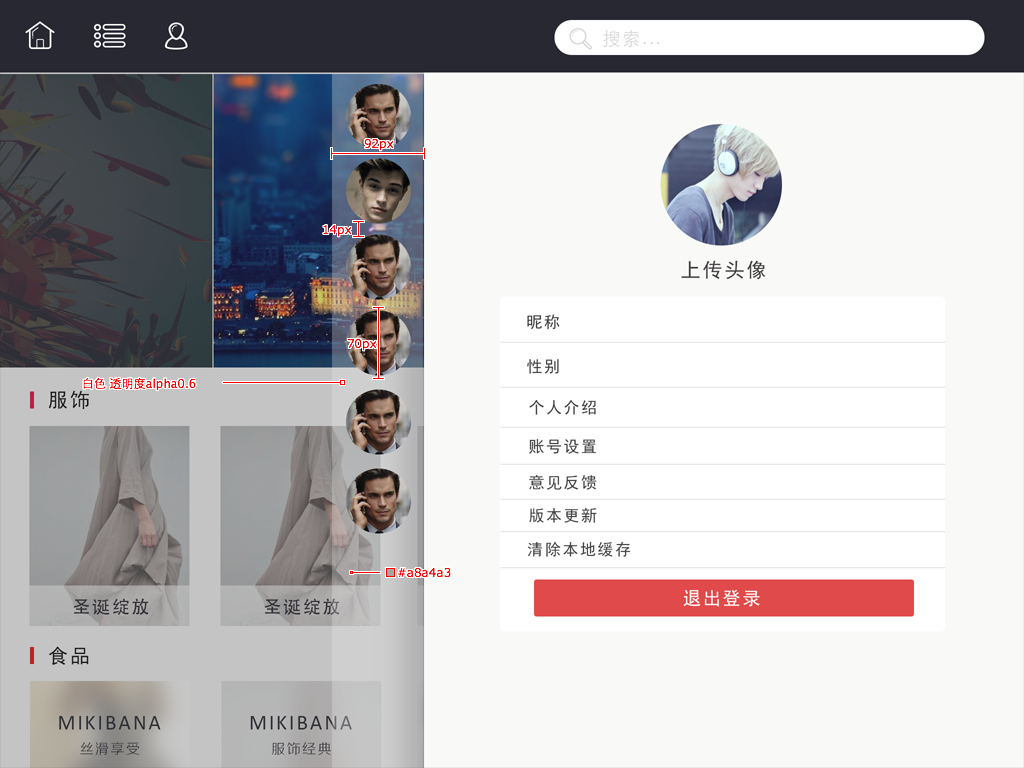 搜索...
92px
14px
70px
白色 透明度alpha0.6
服饰
圣诞绽放
圣诞绽放
#a8a4a3
食品
MIKIBANA
丝滑享受
MIKIBANA
服饰经典
上传头像
昵称
性别
个人介绍
账号设置
意见反馈
版本更新
清除本地缓存
退出登录